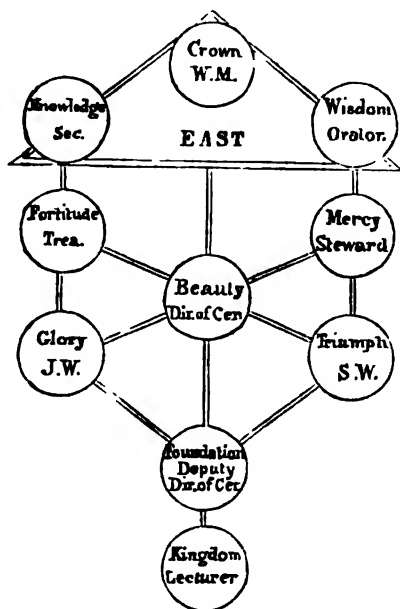 Crown
W.M.
Knowledge
Sec.
Wisdom
Orator.
EAST
Fortitude
Trea.
Mercy
Steward
Beauty
Dir. of Cer.
Glory
J.W.
Triumph
S.W.
Foundation
Deputy
Dir. of Cer.
Kingdom
Lecturer